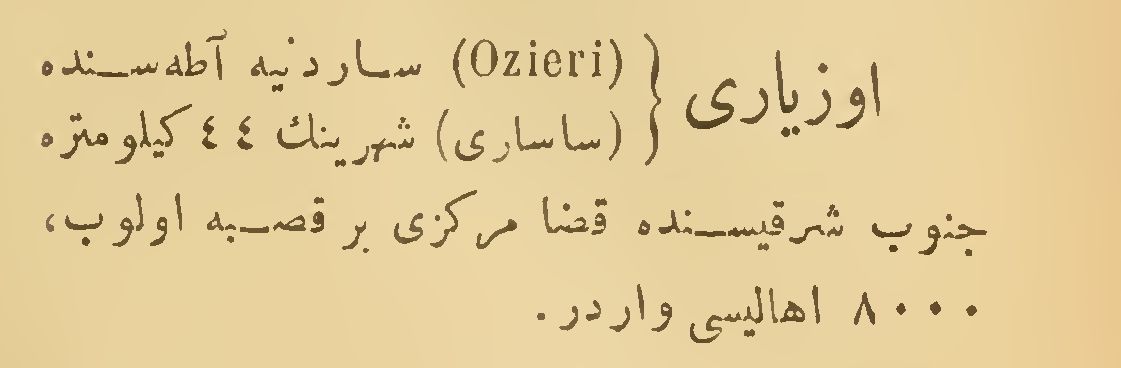 اوزیاری { (Ozieri) ساردنیه آطه‌سنده
(ساساری) شهرینك ٤٤ کیلومتره
جنوب شرقیسنده قضا مرکزی بر قصبه اولوب،
٨٠٠٠ اهالیسی واردر.